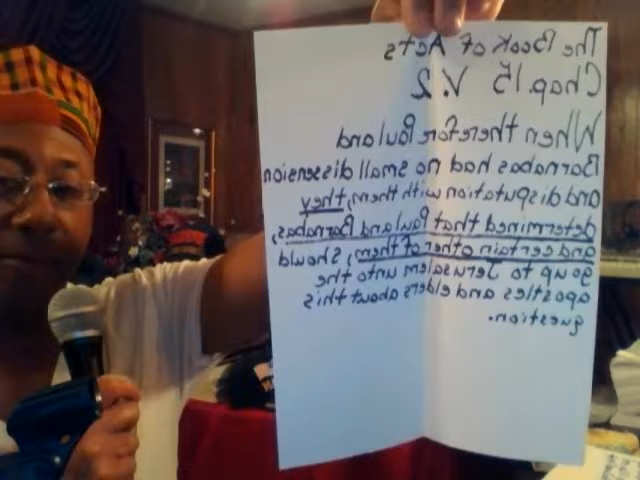 The Book of Acts
Chap.15 V.2
When therefore Paul and
Barnabas had no small dissension
and disputation with them, they
determined that Paul and Barnabas,
and certain other of them, should
go up to Jerusalem unto the
apostles and elders about this
question.